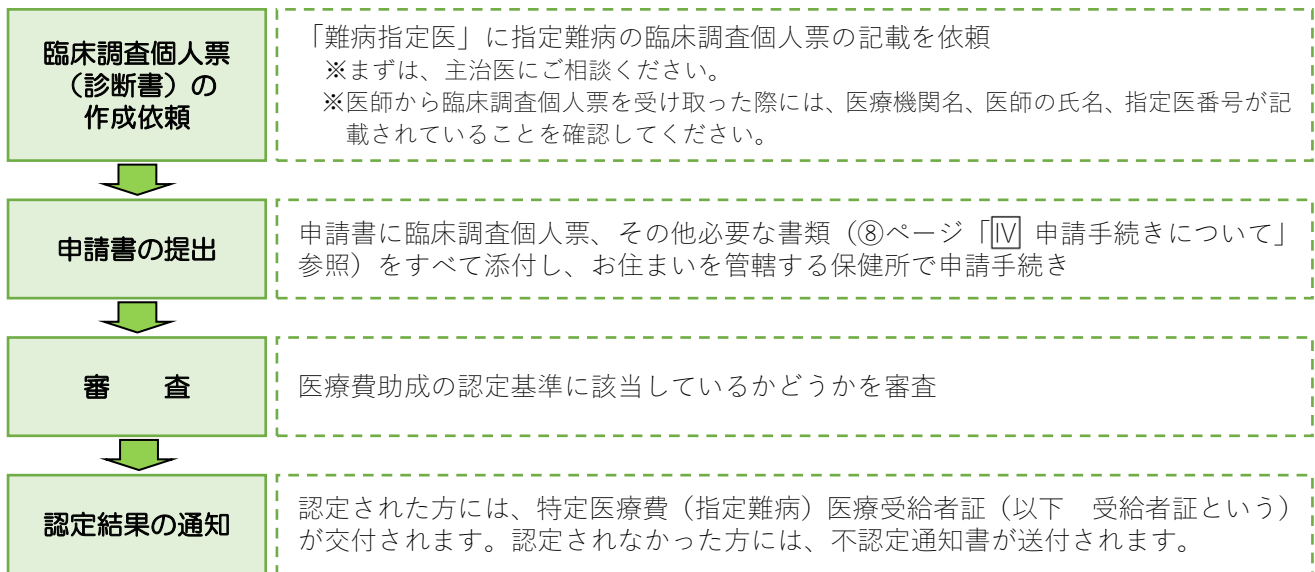 臨床調査個人票
（診断書）の
作成依頼
「難病指定医」に指定難病の臨床調査個人票の記載を依頼
※まずは、主治医にご相談ください。
※医師から臨床調査個人票を受け取った際には、医療機関名、医師の氏名、指定医番号が記
載されていることを確認してください。
申請書の提出
申請書に臨床調査個人票、その他必要な書類（⑧ページ「Ⅳ 申請手続きについて」
参照）をすべて添付し、お住まいを管轄する保健所で申請手続き
審　　査
医療費助成の認定基準に該当しているかどうかを審査
認定結果の通知
認定された方には、特定医療費（指定難病）医療受給者証（以下　受給者証という）
が交付されます。認定されなかった方には、不認定通知書が送付されます。